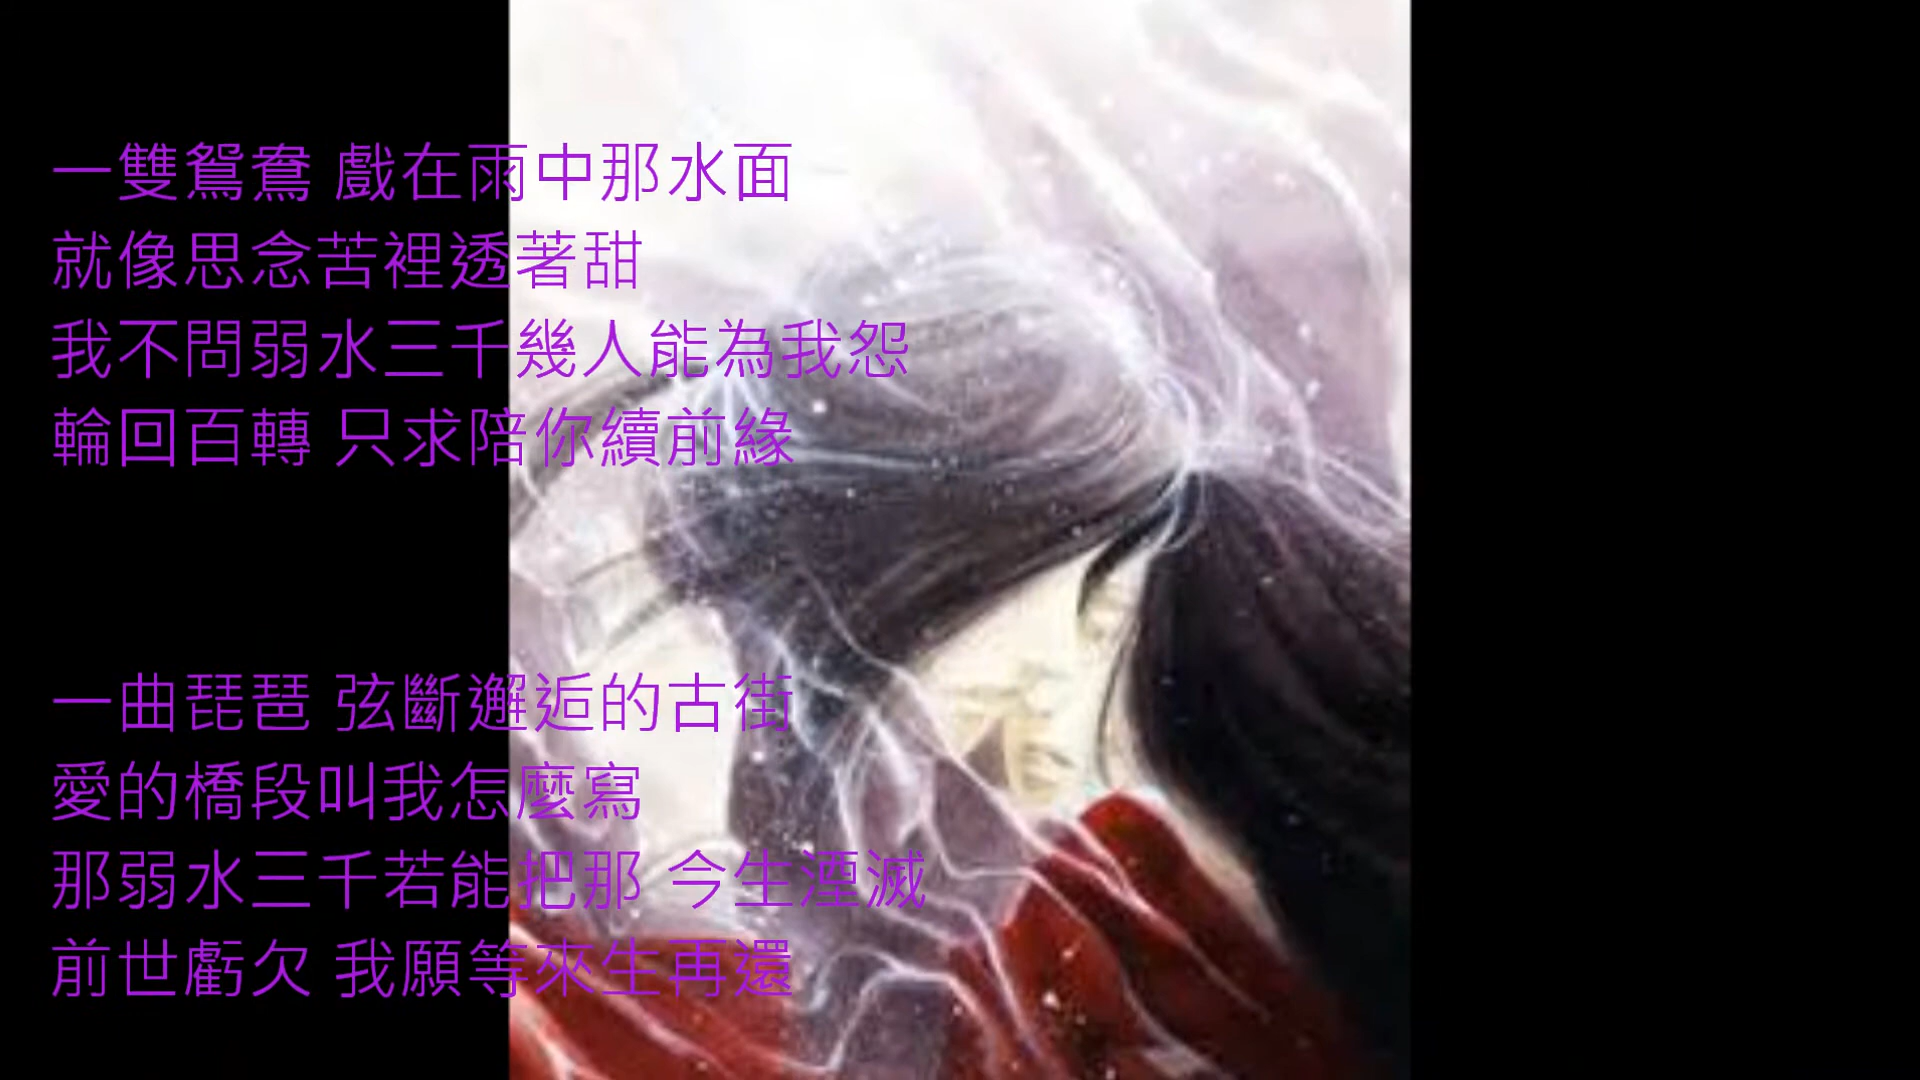 一雙鴛鴦 戲在雨中那水面
就像思念苦裡透著甜
我不問弱水三千幾人能為我怨
輪回百轉 只求陪你續前緣
一曲琵琶 弦斷邂逅的古街
愛的橋段叫我怎麼寫
那弱水三千若能把那 今生湮滅
前世虧欠 我願等來生再還